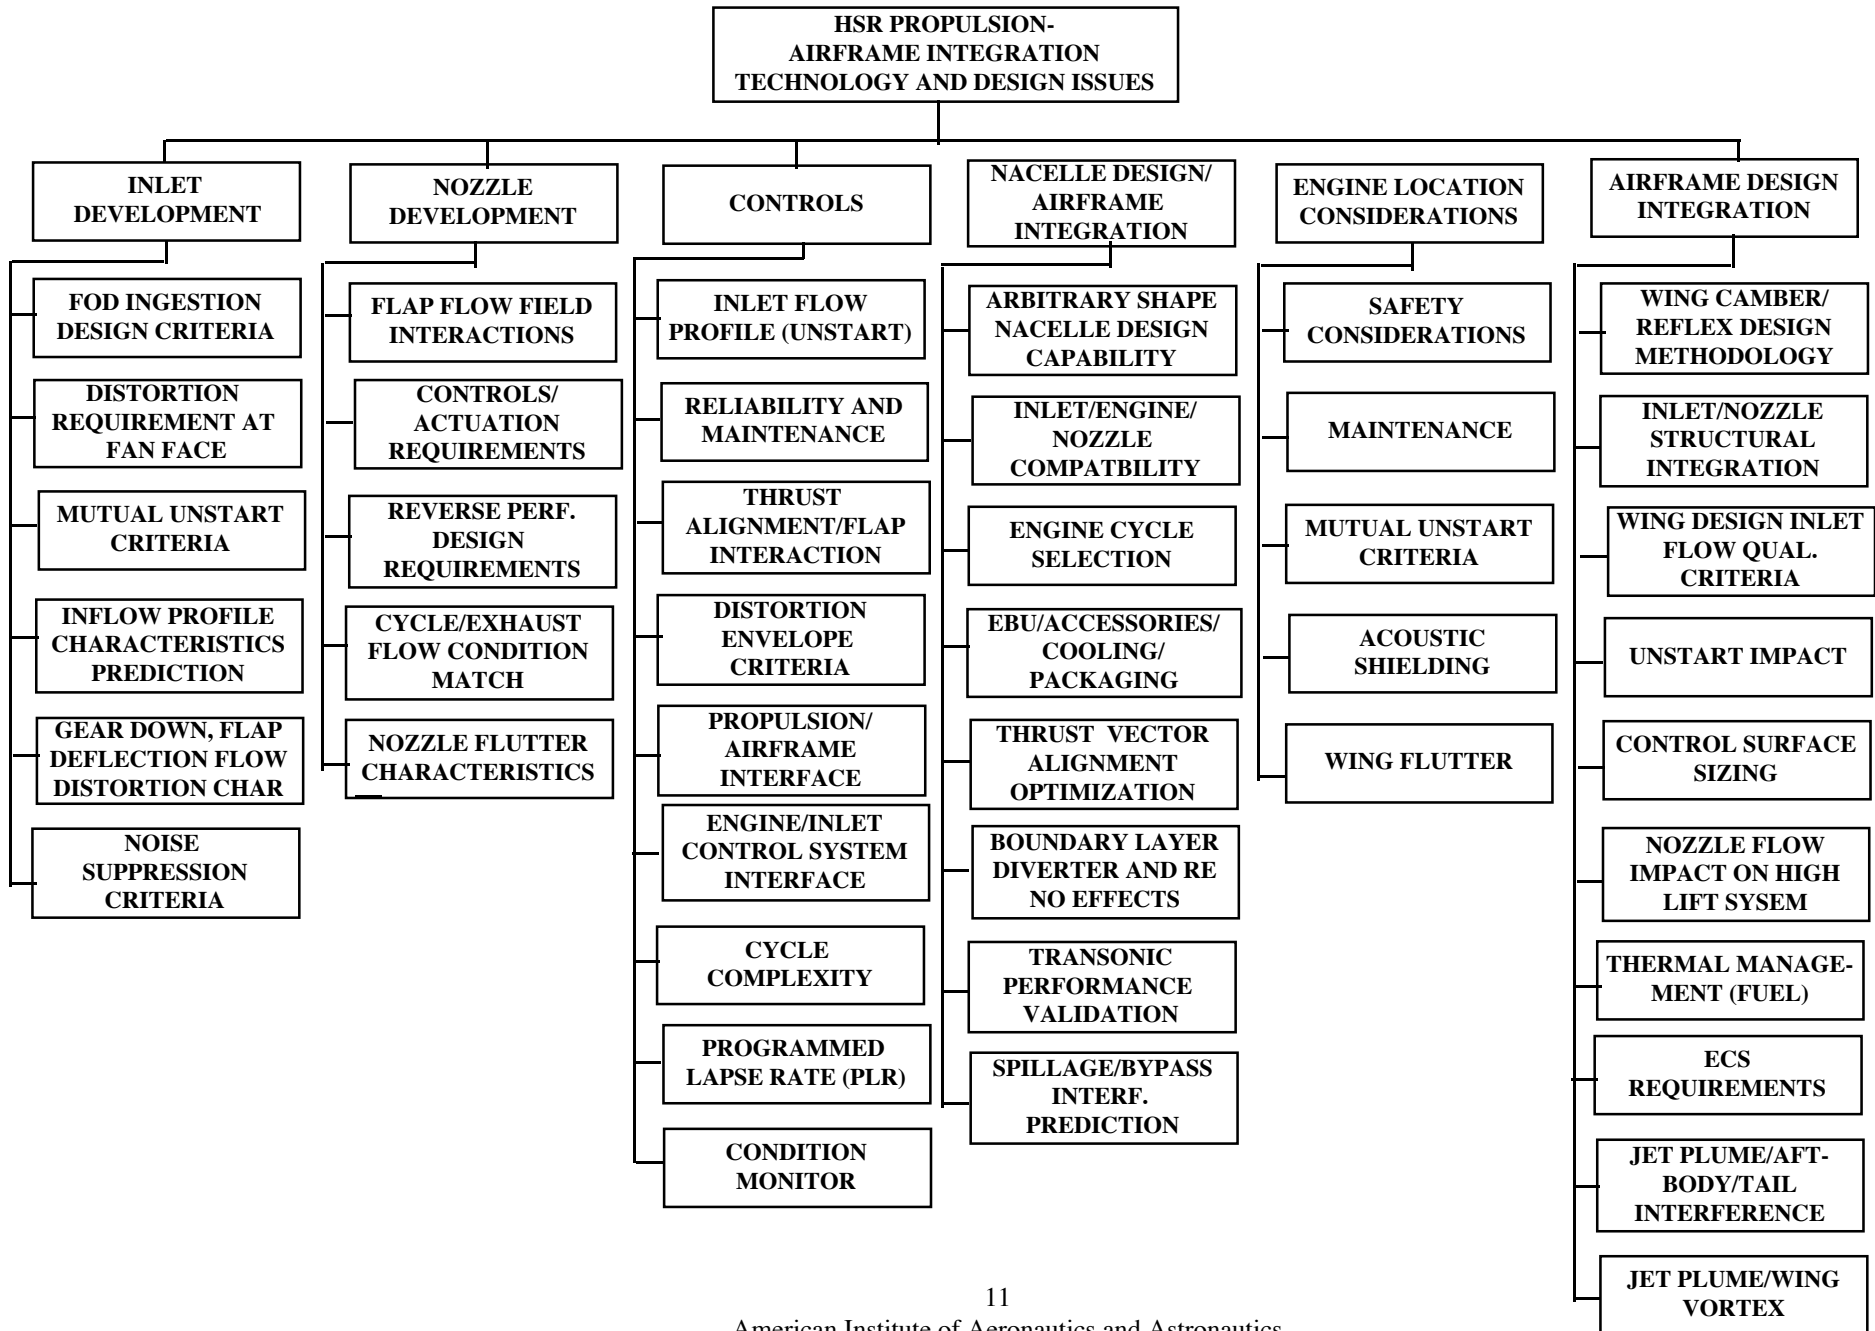 HSR PROPULSION-
AIRFRAME INTEGRATION
TECHNOLOGY AND DESIGN ISSUES
INLET
DEVELOPMENT
FOD INGESTION
DESIGN CRITERIA
DISTORTION
REQUIREMENT AT
FAN FACE
MUTUAL UNSTART
CRITERIA
INFLOW PROFILE
CHARACTERISTICS
PREDICTION
GEAR DOWN, FLAP
DEFLECTION FLOW
DISTORTION CHAR
NOISE
SUPPRESSION
CRITERIA
NOZZLE
DEVELOPMENT
FLAP FLOW FIELD
INTERACTIONS
CONTROLS/
ACTUATION
REQUIREMENTS
REVERSE PERF.
DESIGN
REQUIREMENTS
CYCLE/EXHAUST
FLOW CONDITION
MATCH
NOZZLE FLUTTER
CHARACTERISTICS
CONTROLS
INLET FLOW
PROFILE (UNSTART)
RELIABILITY AND
MAINTENANCE
THRUST
ALIGNMENT/FLAP
INTERACTION
DISTORTION
ENVELOPE
CRITERIA
PROPULSION/
AIRFRAME
INTERFACE
ENGINE/INLET
CONTROL SYSTEM
INTERFACE
CYCLE
COMPLEXITY
PROGRAMMED
LAPSE RATE (PLR)
CONDITION
MONITOR
NACELLE DESIGN/
AIRFRAME
INTEGRATION
ARBITRARY SHAPE
NACELLE DESIGN
CAPABILITY
INLET/ENGINE/
NOZZLE
COMPATBILITY
ENGINE CYCLE
SELECTION
EBU/ACCESSORIES/
COOLING/
PACKAGING
THRUST VECTOR
ALIGNMENT
OPTIMIZATION
BOUNDARY LAYER
DIVERTER AND RE
NO EFFECTS
TRANSONIC
PERFORMANCE
VALIDATION
SPILLAGE/BYPASS
INTERF.
PREDICTION
ENGINE LOCATION
CONSIDERATIONS
SAFETY
CONSIDERATIONS
MAINTENANCE
MUTUAL UNSTART
CRITERIA
ACOUSTIC
SHIELDING
WING FLUTTER
AIRFRAME DESIGN
INTEGRATION
WING CAMBER/
REFLEX DESIGN
METHODOLOGY
INLET/NOZZLE
STRUCTURAL
INTEGRATION
WING DESIGN INLET
FLOW QUAL.
CRITERIA
UNSTART IMPACT
CONTROL SURFACE
SIZING
NOZZLE FLOW
IMPACT ON HIGH
LIFT SYSEM
THERMAL MANAGE-
MENT (FUEL)
ECS
REQUIREMENTS
JET PLUME/AFT-
BODY/TAIL
INTERFERENCE
JET PLUME/WING
VORTEX
11
American Institute of Aeronautics and Astronautics